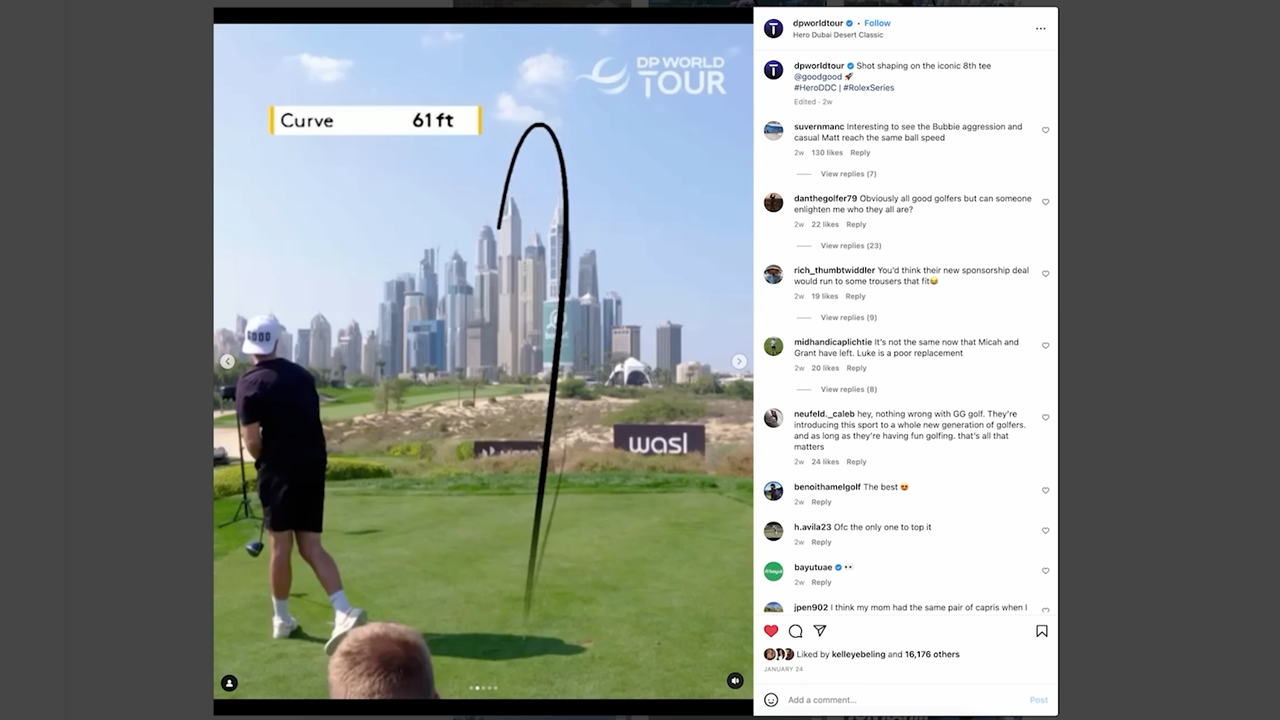 DP WORLD
TOUR
Curve 61 ft
GOOD
wasl
dpworldtour • Follow
Hero Dubai Desert Classic
dpworldtour Shot shaping on the iconic 8th tee
@goodgood 🚀
#HeroDDC | #RolexSeries
Edited · 2w
suvernmanc Interesting to see the Bubbie aggression and
casual Matt reach the same ball speed
2w 130 likes Reply
View replies (7)
danthegolfer79 Obviously all good golfers but can someone
enlighten me who they all are?
2w 22 likes Reply
View replies (23)
rich_thumbtwiddler You'd think their new sponsorship deal
would run to some trousers that fit😂
2w 19 likes Reply
View replies (9)
midhandicaplichtie It's not the same now that Micah and
Grant have left. Luke is a poor replacement
2w 20 likes Reply
View replies (8)
neufeld._caleb hey, nothing wrong with GG golf. They're
introducing this sport to a whole new generation of golfers.
and as long as they're having fun golfing. that's all that
matters
2w 24 likes Reply
benoithamelgolf The best 😍
2w Reply
h.avila23 Ofc the only one to top it
2w Reply
bayutuae 👀
2w Reply
jpen902 I think my mom had the same pair of capris when I
Liked by kelleyebeling and 16,176 others
JANUARY 24
Add a comment... Post